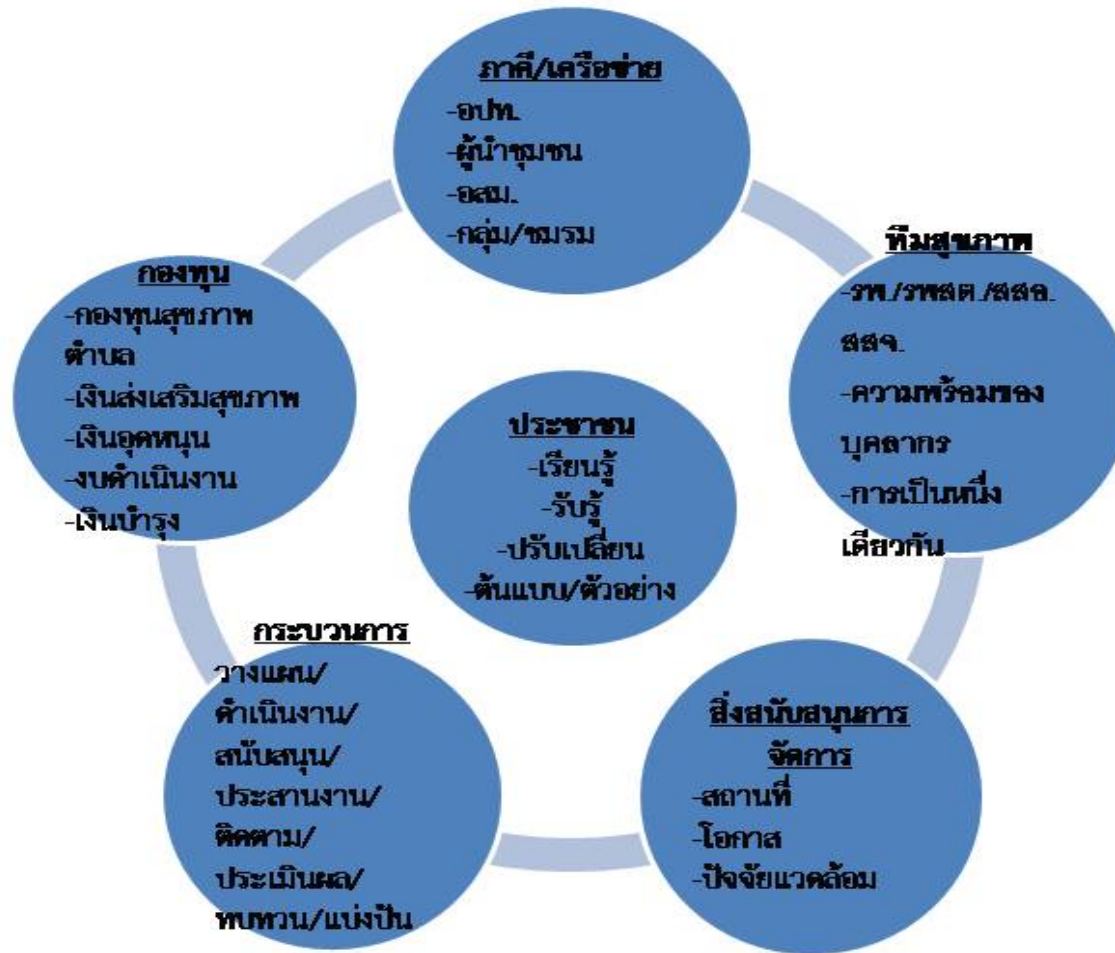 ภาคี/เครือข่าย
-อปท.
-ผู้นำชุมชน
-อสม.
-กลุ่ม/ชมรม
ทีมสุขภาพ
-รพ./รพสต./สสอ.
สสจ.
-ความพร้อมของ
บุคลากร
-การเป็นหนึ่ง
เดียวกัน
สิ่งสนับสนุนการ
จัดการ
-สถานที่
-โอกาส
-ปัจจัยแวดล้อม
กระบวนการ
วางแผน/
ดำเนินงาน/
สนับสนุน/
ประสานงาน/
ติดตาม/
ประเมินผล/
ทบทวน/แบ่งปัน
กองทุน
-กองทุนสุขภาพ
ตำบล
-เงินส่งเสริมสุขภาพ
-เงินอุดหนุน
-งบดำเนินงาน
-เงินบำรุง
ประชาชน
-เรียนรู้
-รับรู้
-ปรับเปลี่ยน
-ต้นแบบ/ตัวอย่าง